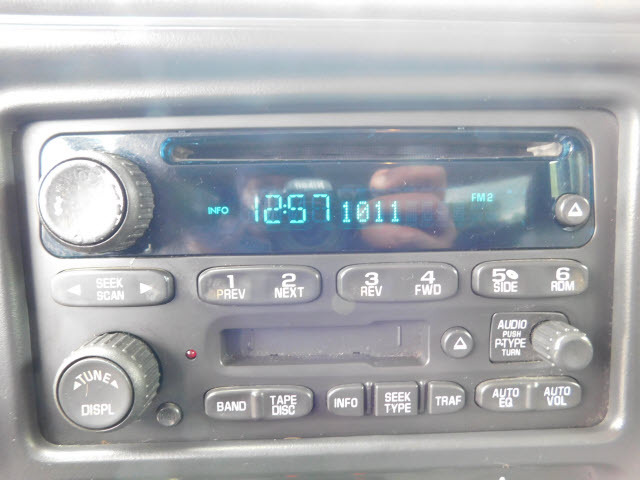 INFO 12:57 1011 FM2
SEEK SCAN
1 PREV
2 NEXT
3 REV
4 FWD
5 SIDE
6 RDM
AUDIO
PUSH
P-TYPE
TURN
TUNE
DISPL
BAND
TAPE DISC
INFO
SEEK TYPE
TRAF
AUTO EQ
AUTO VOL